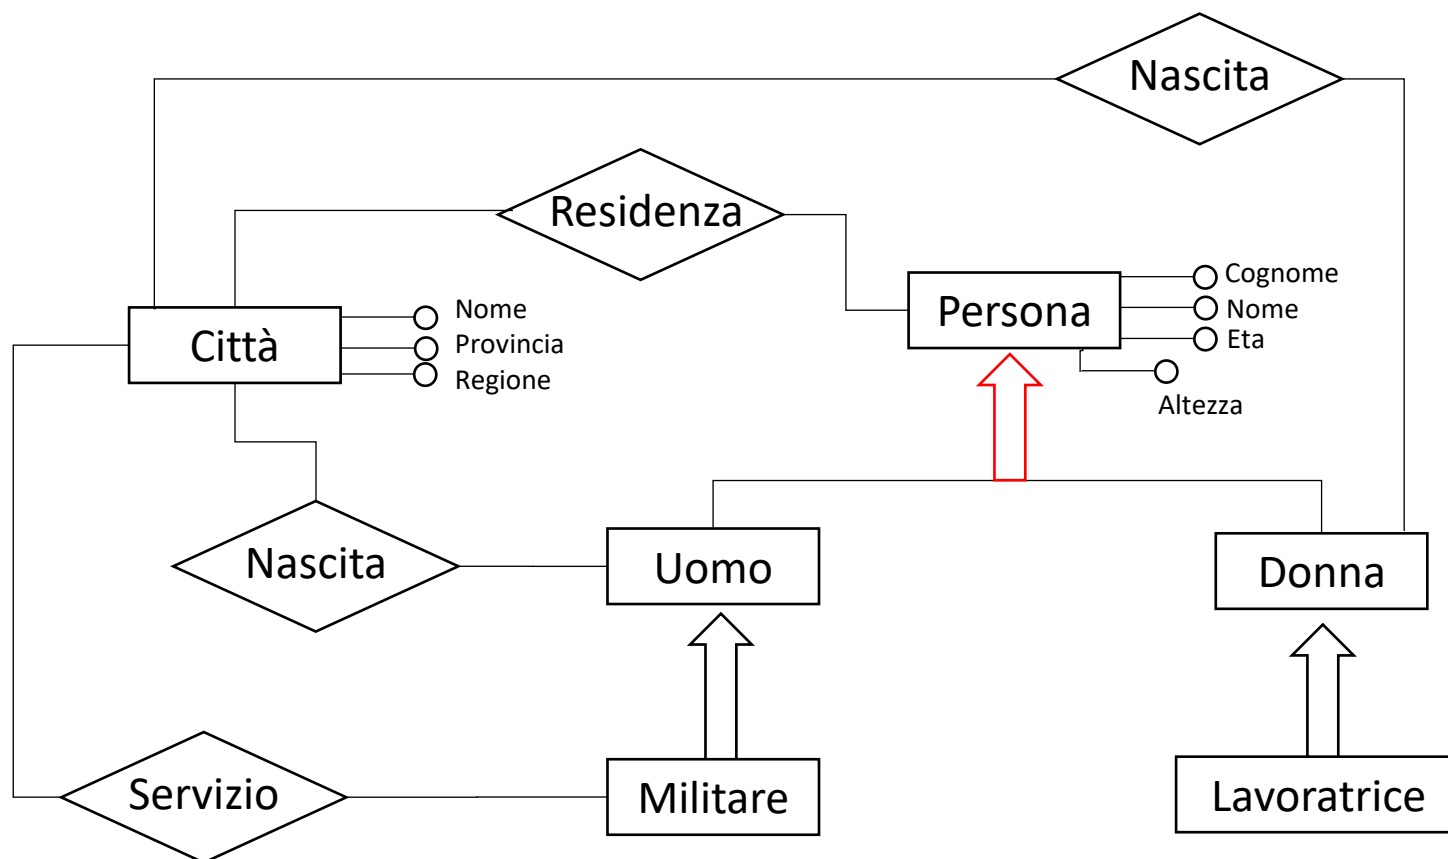 Nascita
Residenza
Cognome
Persona
Nome
Nome
Città
Provincia
Eta
Regione
Altezza
Nascita
Uomo
Donna
Servizio
Militare
Lavoratrice